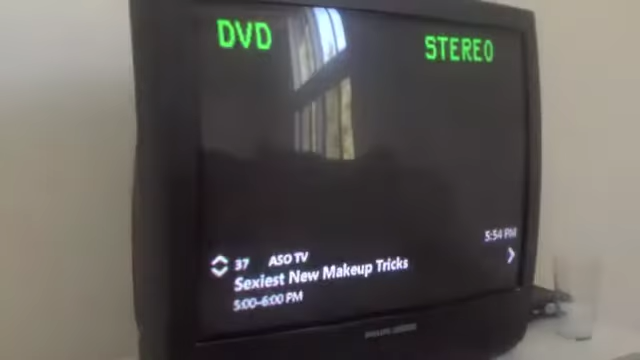 DVD
STEREO
5:54 PM
37 ASO TV
Sexiest New Makeup Tricks
5:00-6:00 PM